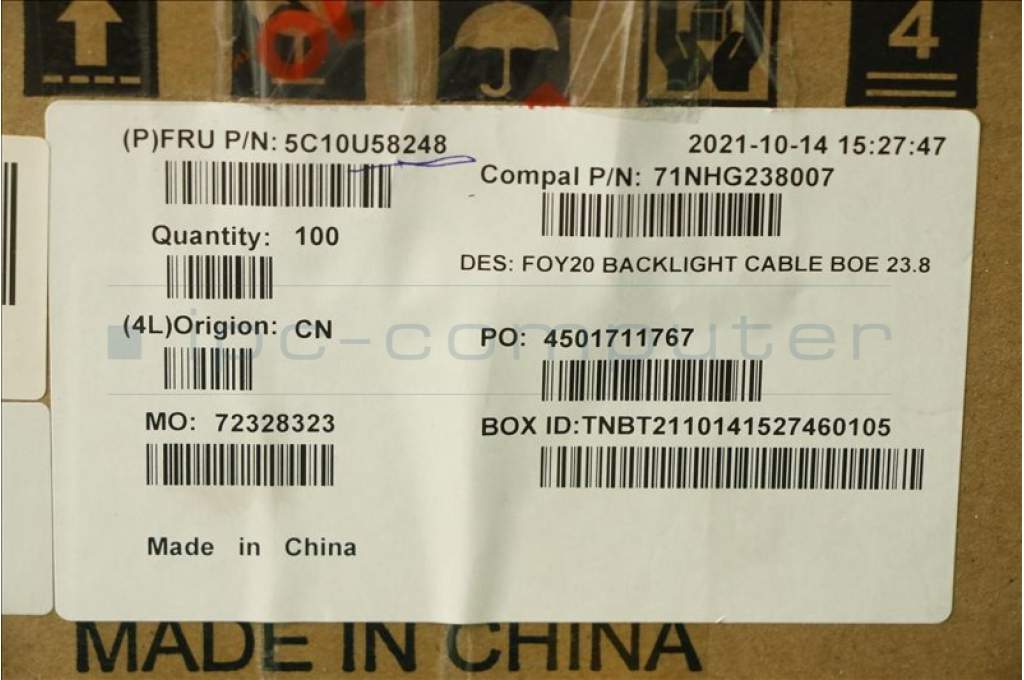 4
(P)FRU P/N: 5C10U58248
2021-10-14 15:27:47
Compal P/N: 71NHG238007
Quantity: 100
DES: FOY20 BACKLIGHT CABLE BOE 23.8
(4L)Origion: CN
ipc-computer
PO: 4501711767
MO: 72328323
BOX ID:TNBT2110141527460105
Made in China
MADE IN CHINA